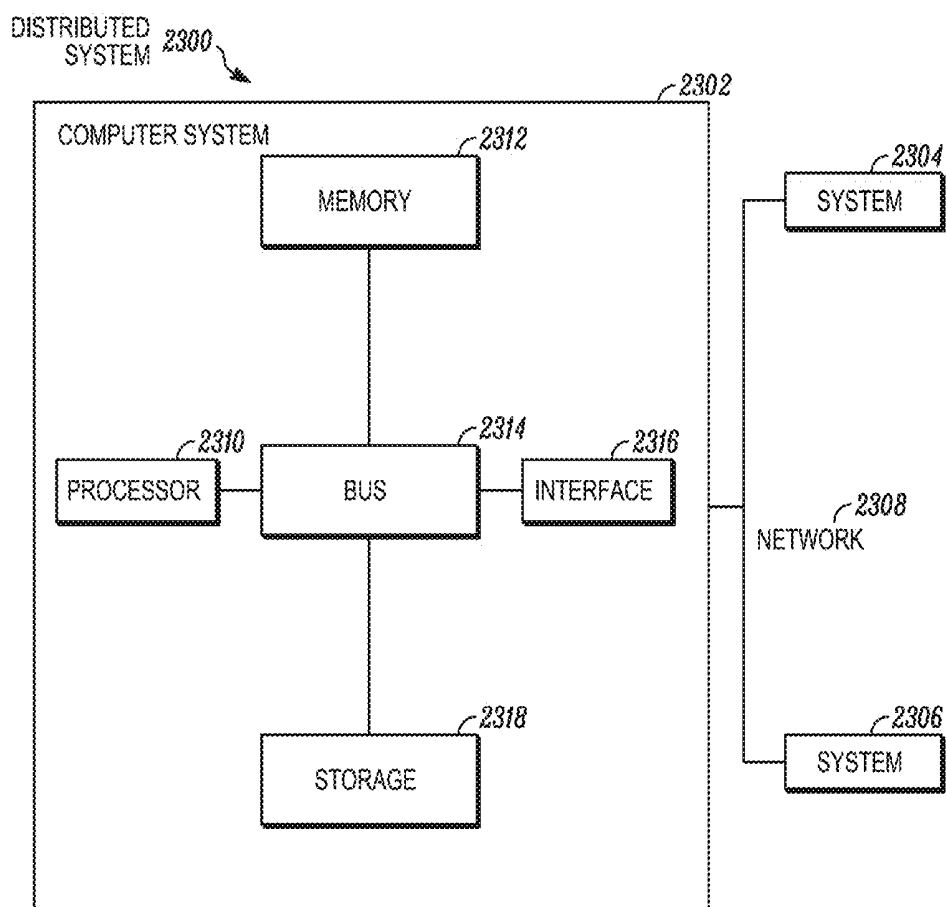 DISTRIBUTED
SYSTEM
2300
2302
COMPUTER SYSTEM
2312
MEMORY
2304
SYSTEM
2310
PROCESSOR
2314
BUS
2316
INTERFACE
2308
NETWORK
2318
STORAGE
2306
SYSTEM